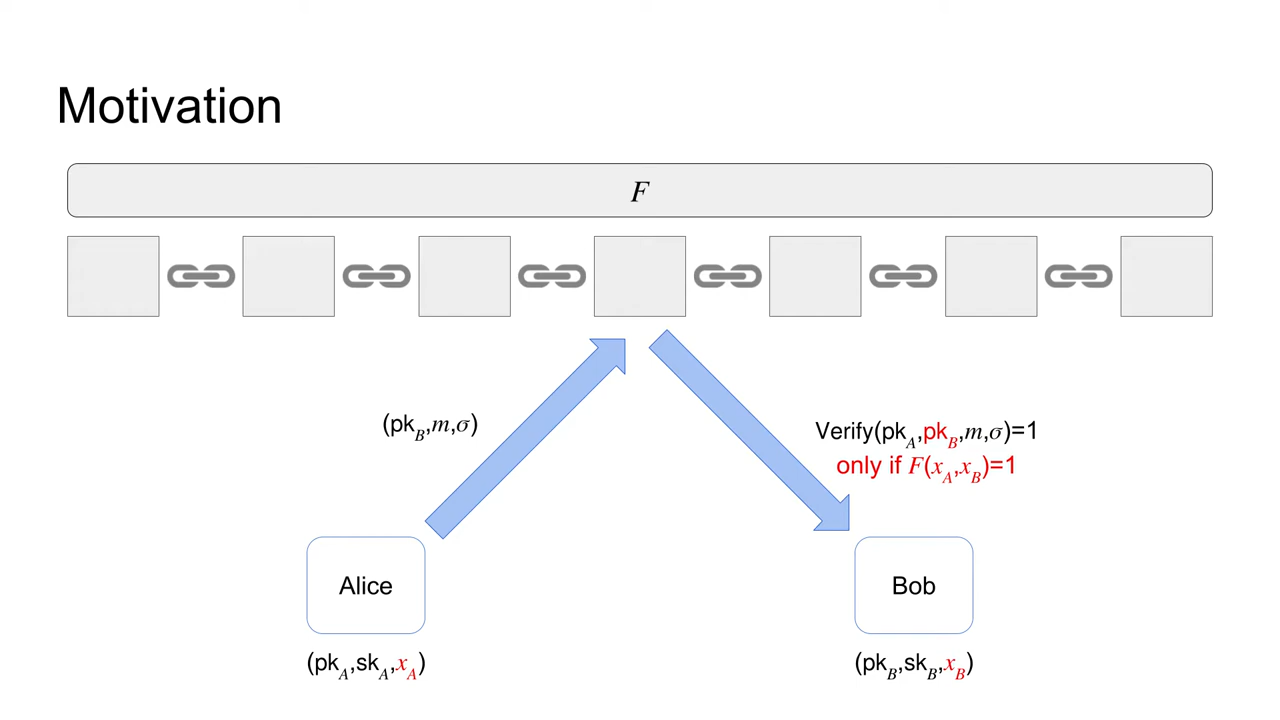 Motivation
F
(pk_B,m,σ)
Verify(pk_A,pk_B,m,σ)=1
only if F(x_A,x_B)=1
Alice
Bob
(pk_A,sk_A,x_A)
(pk_B,sk_B,x_B)